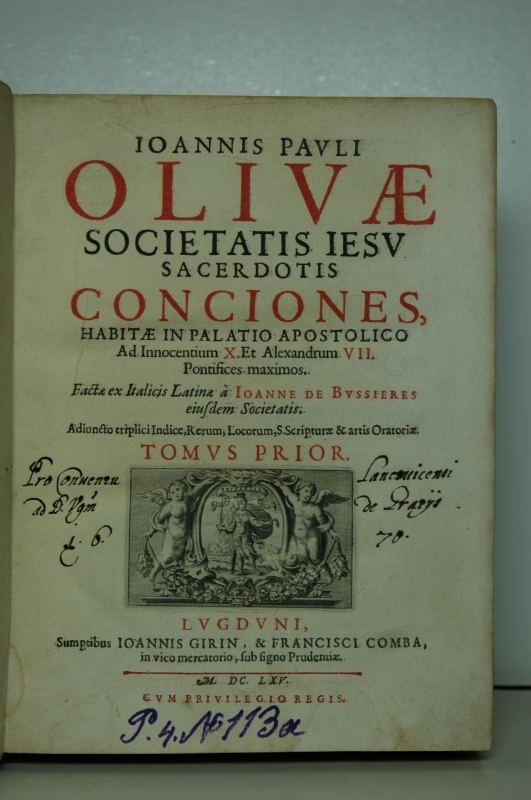 IOANNIS PAVLI
OLIVÆ
SOCIETATIS IESV
SACERDOTIS
CONCIONES,
HABITÆ IN PALATIO APOSTOLICO
Ad Innocentium X. Et Alexandrum VII.
Pontifices maximos.
Factæ ex Italicis Latinæ à IOANNE DE BVSSIERES
eiusdem Societatis.
Adiuncto triplici Indice, Rerum, Locorum, S. Scripturæ & artis Oratoriæ.
TOMVS PRIOR.
Pro Conventu
ad
6.
de
70.
LVGDVNI,
Sumptibus IOANNIS GIRIN, & FRANCISCI COMBA,
in vico mercatorio, sub signo Prudentiæ.
M. DC. LXV.
CVM PRIVILEGIO REGIS.
P. 4. No 113a